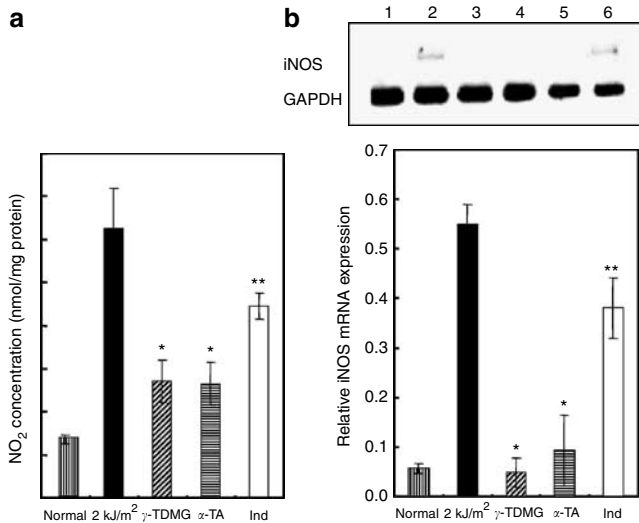 a
b
1 2 3 4 5 6
iNOS
GAPDH
NO₂ concentration (nmol/mg protein)
* * **
Normal 2 kJ/m² γ-TDMG α-TA Ind
Relative iNOS mRNA expression
0.7
0.6
0.5
0.4
0.3
0.2
0.1
0.0
* * **
Normal 2 kJ/m² γ-TDMG α-TA Ind